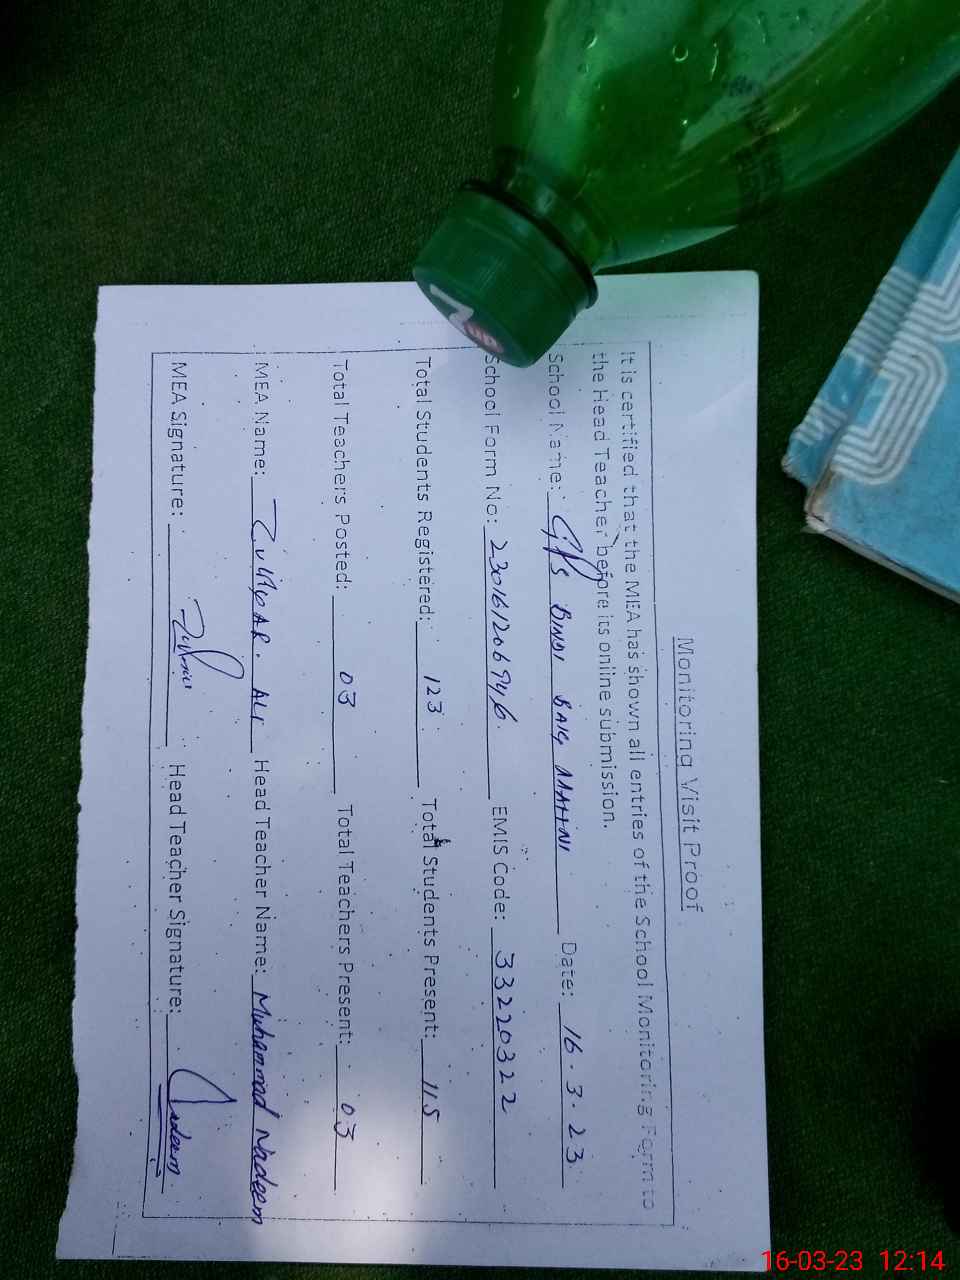 Monitoring Visit Proof
It is certified that the MEA has shown all entries of the School Monitoring Form to
the Head Teacher before its online submission.
School Name: GPS BINDI BAIG Date: 16.3.23
School Form No: EMIS Code: 33220322
Total Students Registered: 123 Total Students Present: 115
Total Teachers Posted: 03 Total Teachers Present: 03
MEA Name: ZulfiqAR. ALI Head Teacher Name: Muhammad Nadeem
MEA Signature: Head Teacher Signature: Nadeem
16-03-23 12:14